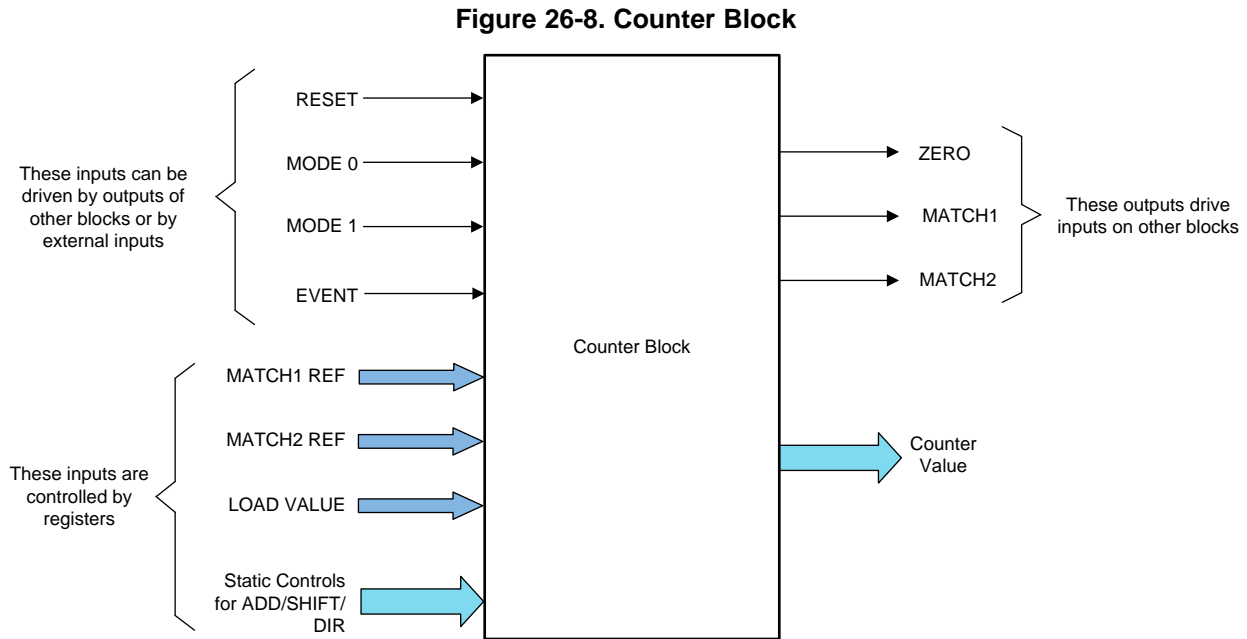 Figure 26-8. Counter Block
These inputs can be
driven by outputs of
other blocks or by
external inputs
RESET
MODE 0
MODE 1
EVENT
These inputs are
controlled by
registers
MATCH1 REF
MATCH2 REF
LOAD VALUE
Static Controls
for ADD/SHIFT/
DIR
Counter Block
ZERO
MATCH1
MATCH2
These outputs drive
inputs on other blocks
Counter
Value